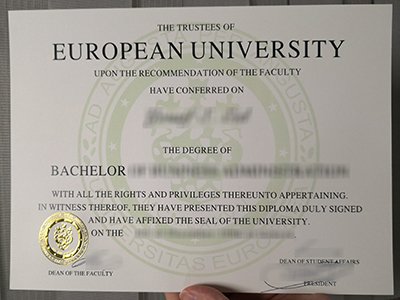 THE TRUSTEES OF
EUROPEAN UNIVERSITY
UPON THE RECOMMENDATION OF THE FACULTY
HAVE CONFERRED ON
THE DEGREE OF
BACHELOR
WITH ALL THE RIGHTS AND PRIVILEGES THEREUNTO APPERTAINING.
IN WITNESS THEREOF, THEY HAVE PRESENTED THIS DIPLOMA DULY SIGNED
AND HAVE AFFIXED THE SEAL OF THE UNIVERSITY.
ON THE
DEAN OF THE FACULTY
DEAN OF STUDENT AFFAIRS
PRESIDENT